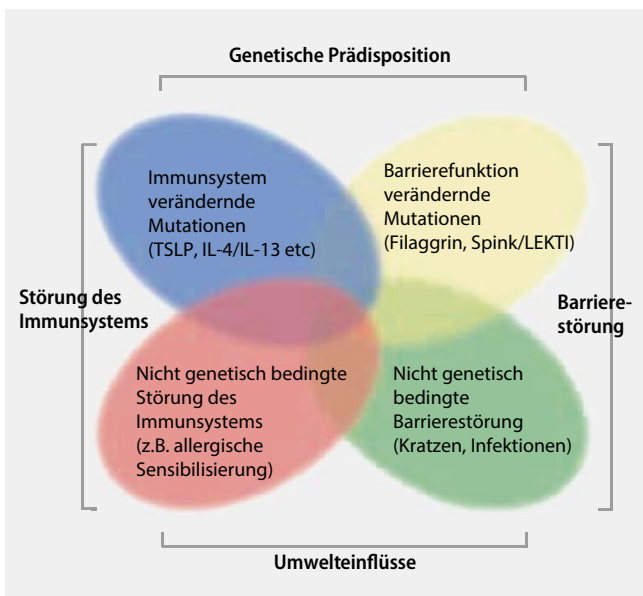 Genetische Prädisposition
Immunsystem
verändernde
Mutationen
(TSLP, IL-4/IL-13 etc)
Barrierefunktion
verändernde
Mutationen
(Filaggrin, Spink/LEKTI)
Störung des
Immunsystems
Barriere-
störung
Nicht genetisch bedingte
Störung des
Immunsystems
(z.B. allergische
Sensibilisierung)
Nicht genetisch
bedingte
Barrierestörung
(Kratzen, Infektionen)
Umwelteinflüsse